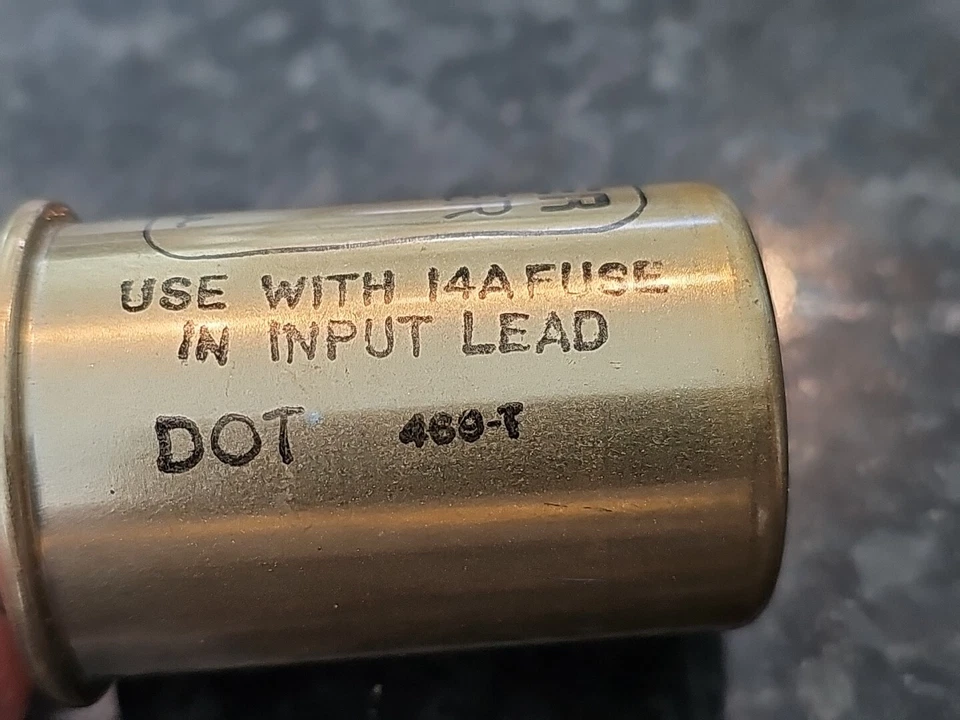 USE WITH 14A FUSE
IN INPUT LEAD
DOT 469-T